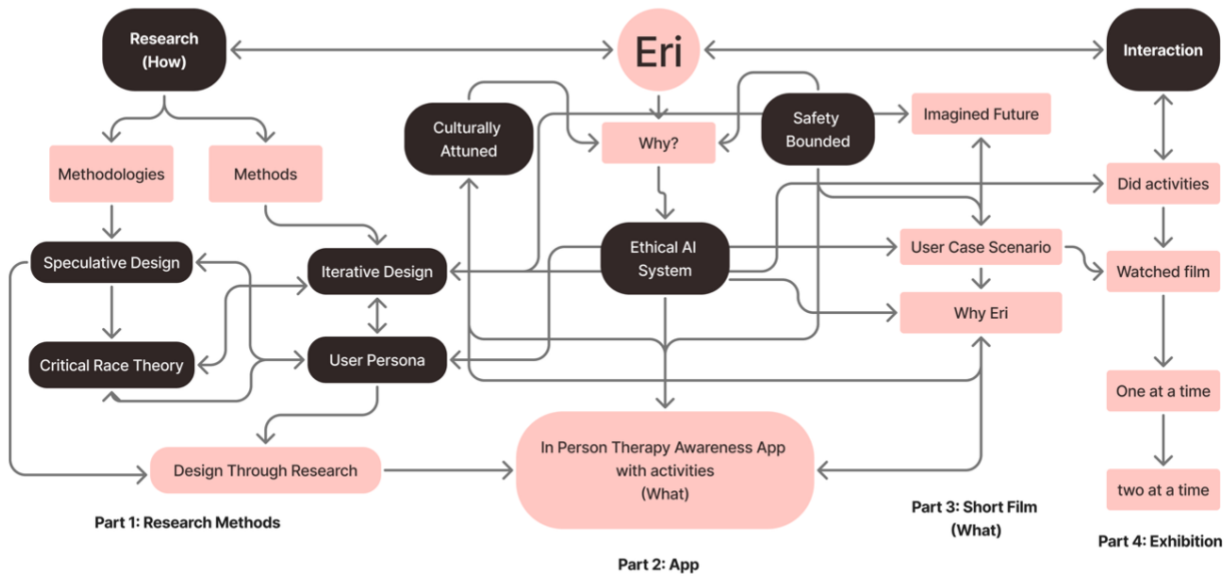 Research
(How)
Eri
Interaction
Culturally
Attuned
Safety
Bounded
Imagined Future
Why?
Methodologies
Methods
Did activities
Speculative Design
Iterative Design
Ethical AI
System
User Case Scenario
Watched film
Why Eri
Critical Race Theory
User Persona
One at a time
Design Through Research
In Person Therapy Awareness App
with activities
(What)
two at a time
Part 1: Research Methods
Part 2: App
Part 3: Short Film
(What)
Part 4: Exhibition